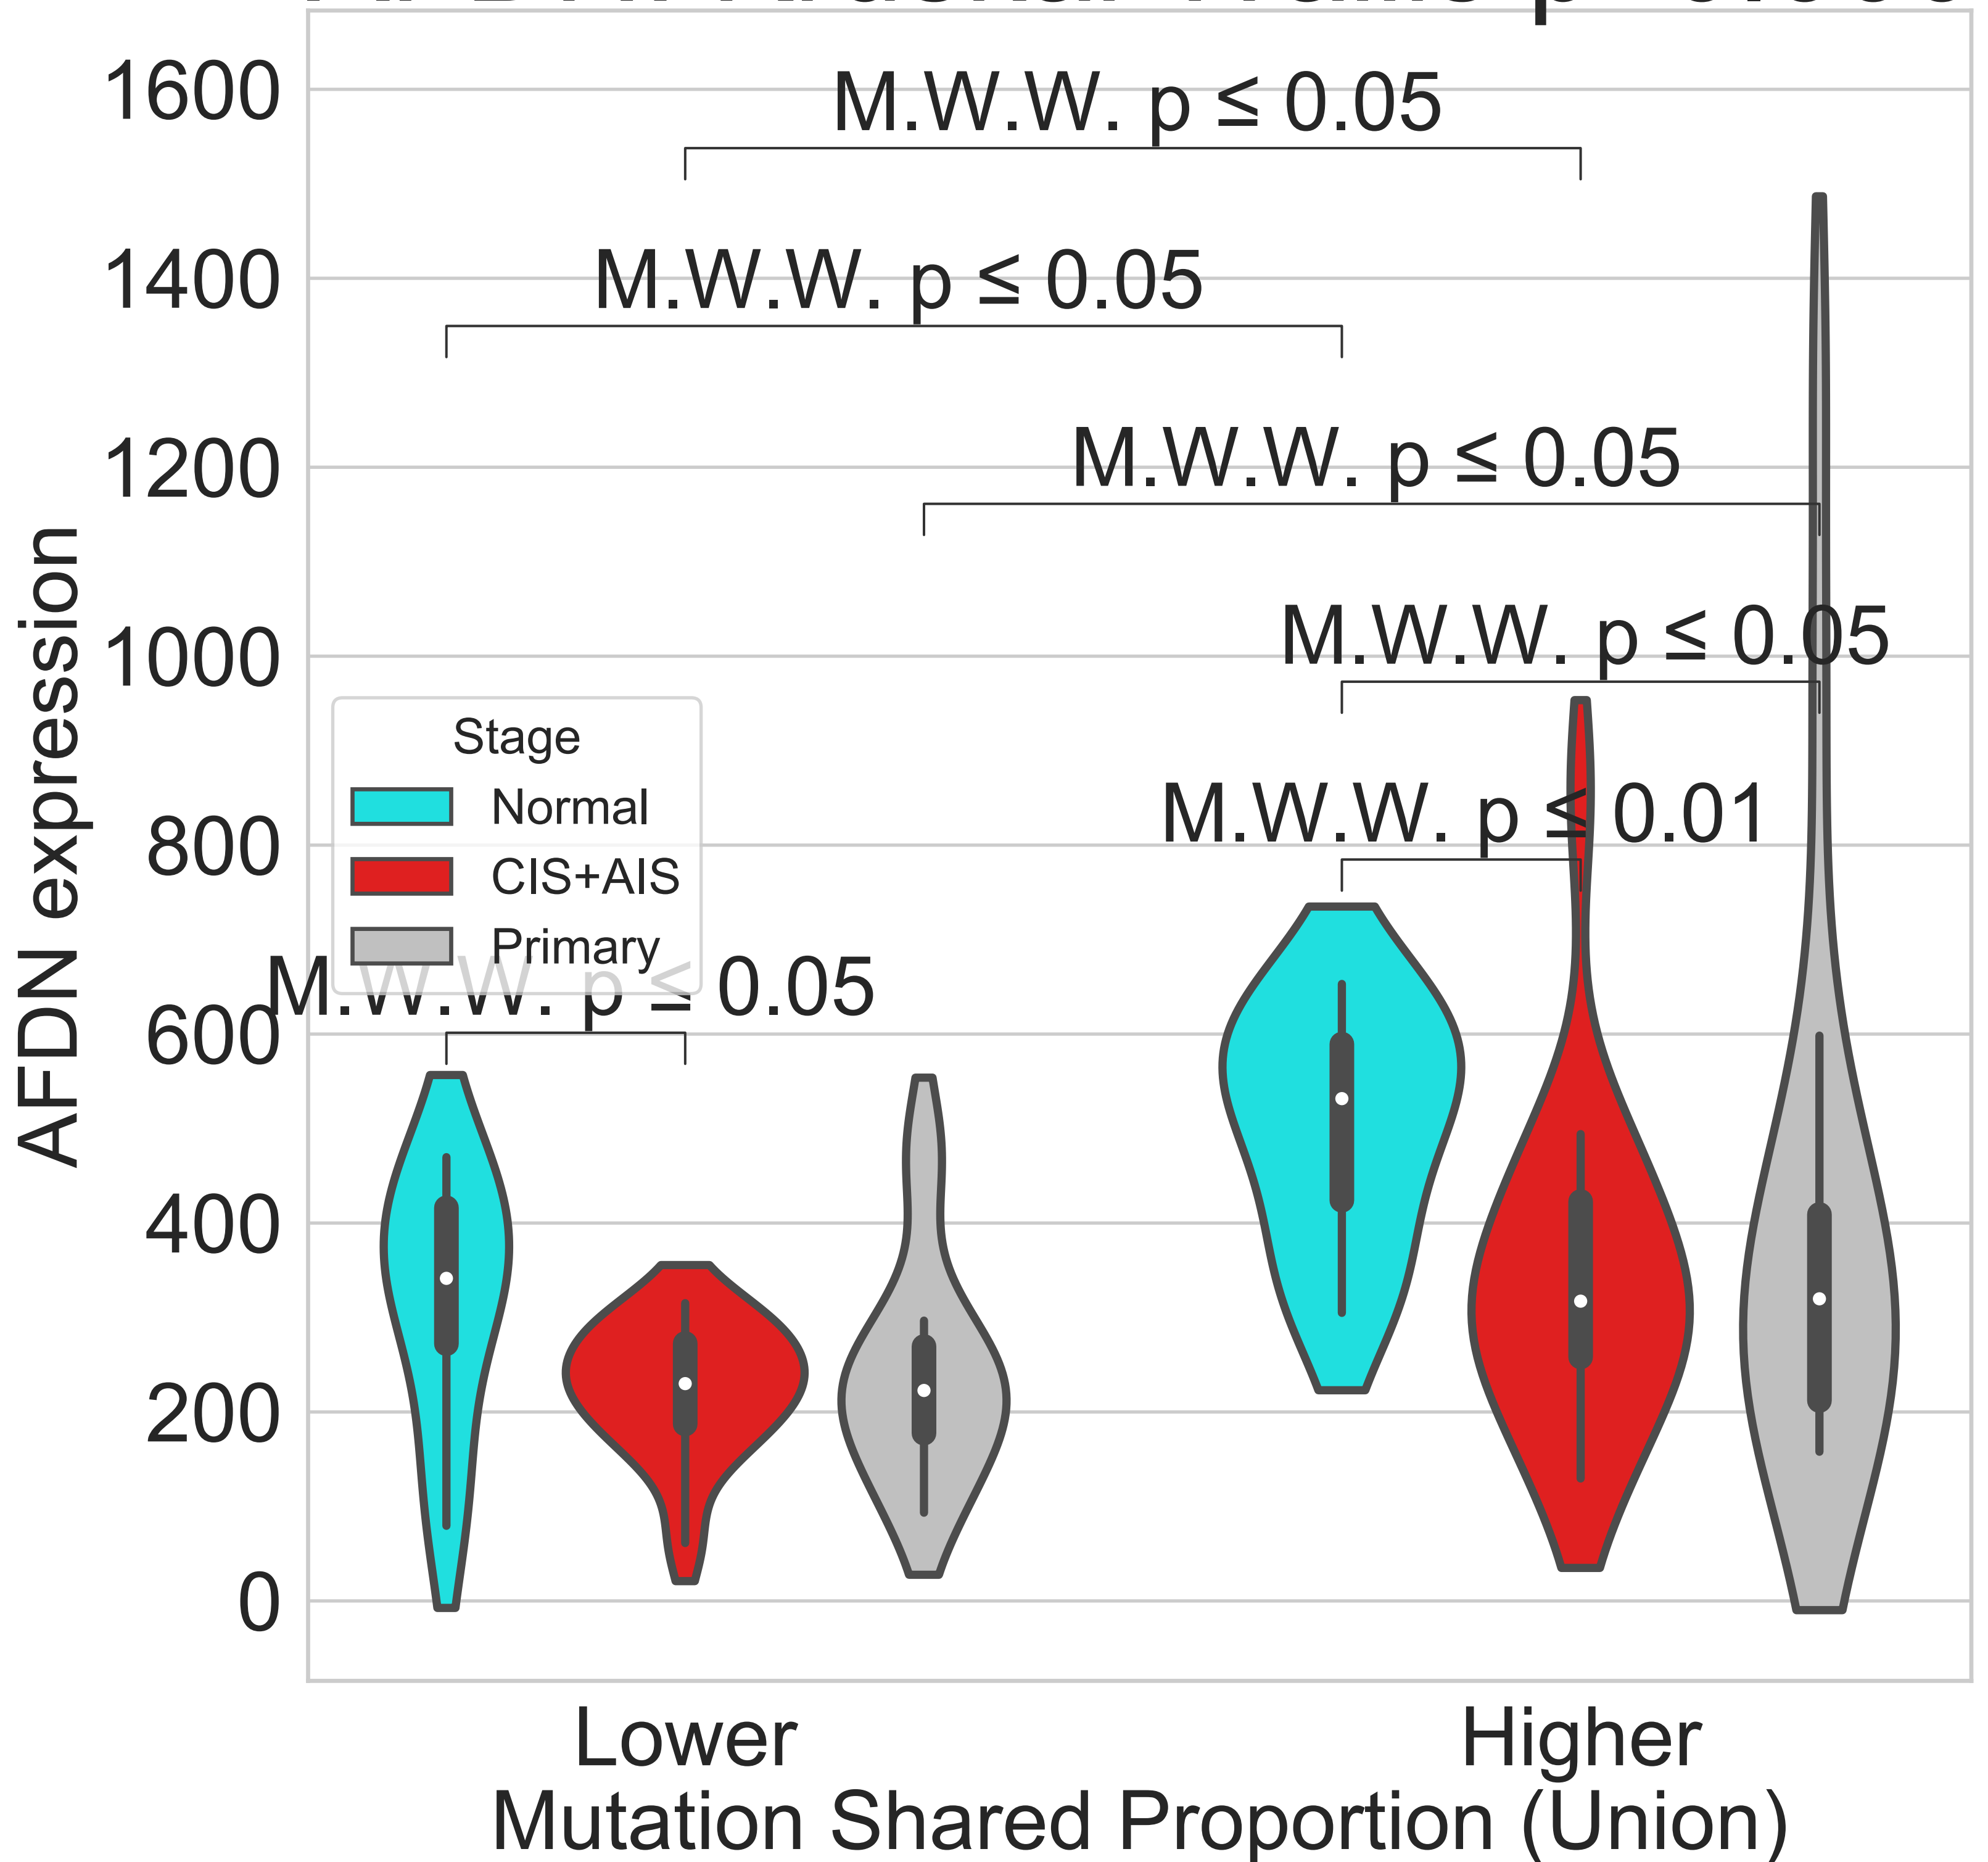 1600
1400
1200
1000
800
600
400
200
0
AFDN expression
M.W.W. p ≤ 0.05
M.W.W. p ≤ 0.05
M.W.W. p ≤ 0.05
M.W.W. p ≤ 0.05
M.W.W. p ≤ 0.01
M.W.W. p ≤ 0.05
Stage
Normal
CIS+AIS
Primary
Lower
Higher
Mutation Shared Proportion (Union)